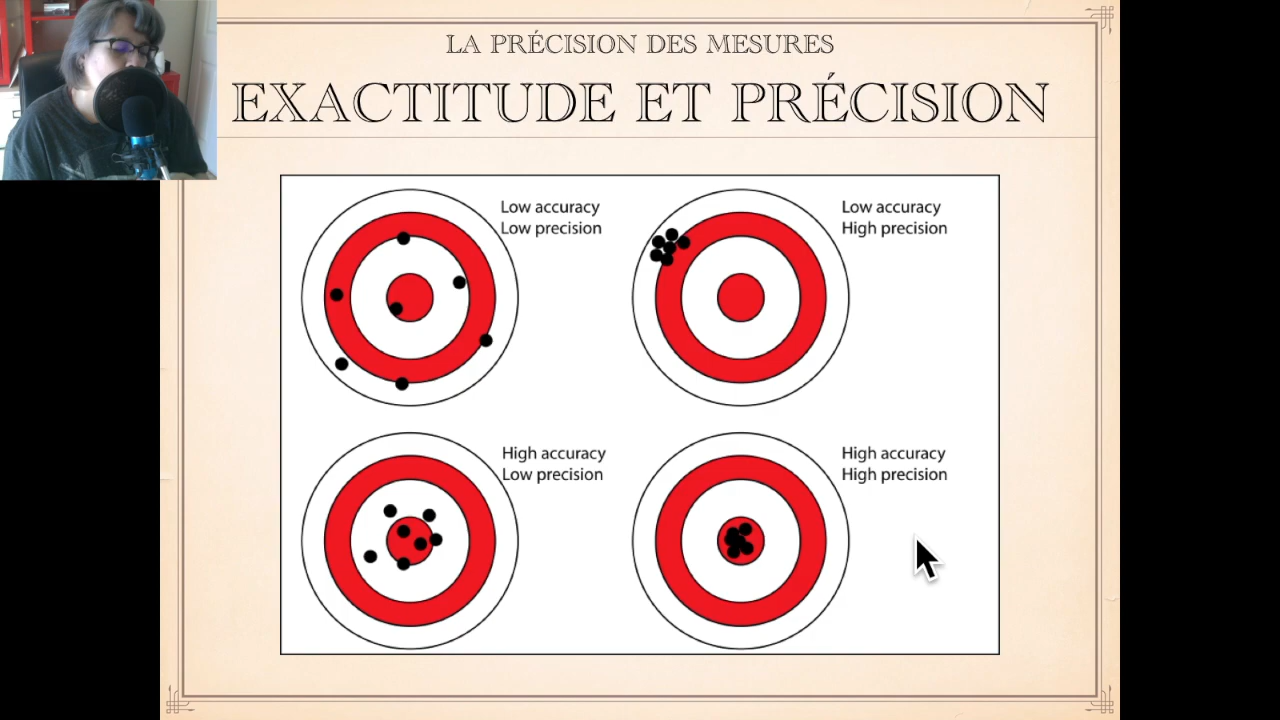 LA PRÉCISION DES MESURES
EXACTITUDE ET PRÉCISION
Low accuracy
Low precision
Low accuracy
High precision
High accuracy
Low precision
High accuracy
High precision